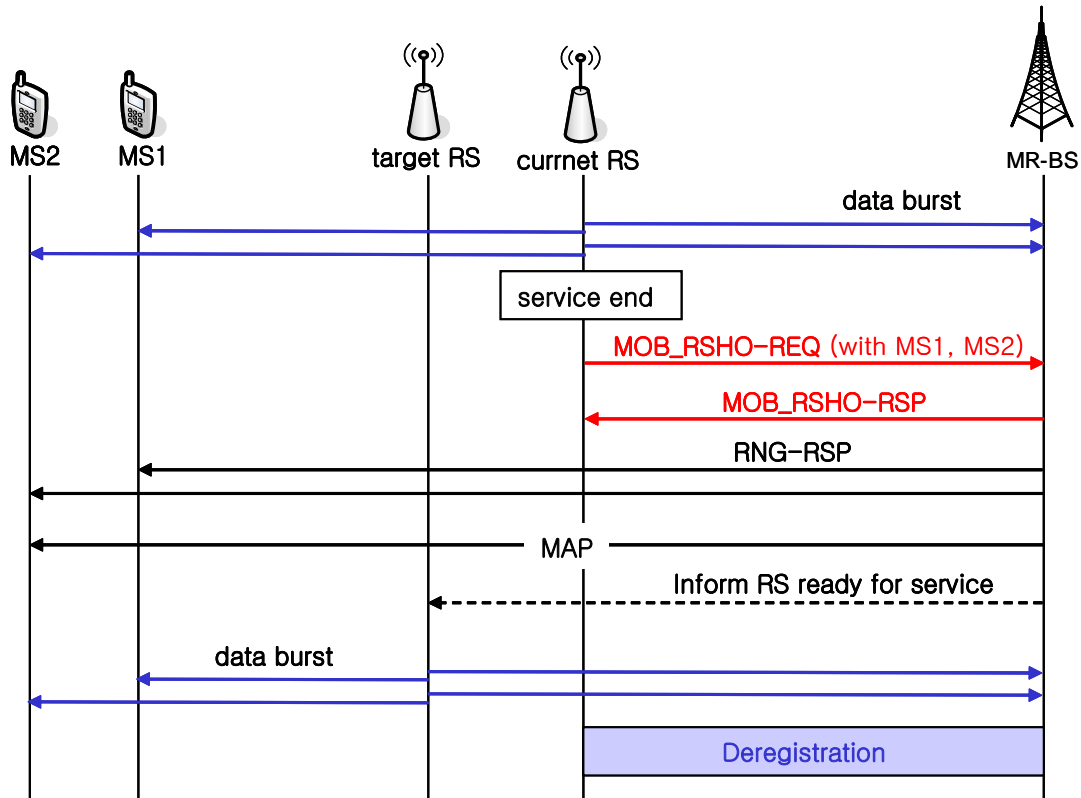 MS2
MS1
target RS
currnet RS
MR-BS
data burst
service end
MOB_RSHO-REQ (with MS1, MS2)
MOB_RSHO-RSP
RNG-RSP
MAP
Inform RS ready for service
data burst
Deregistration